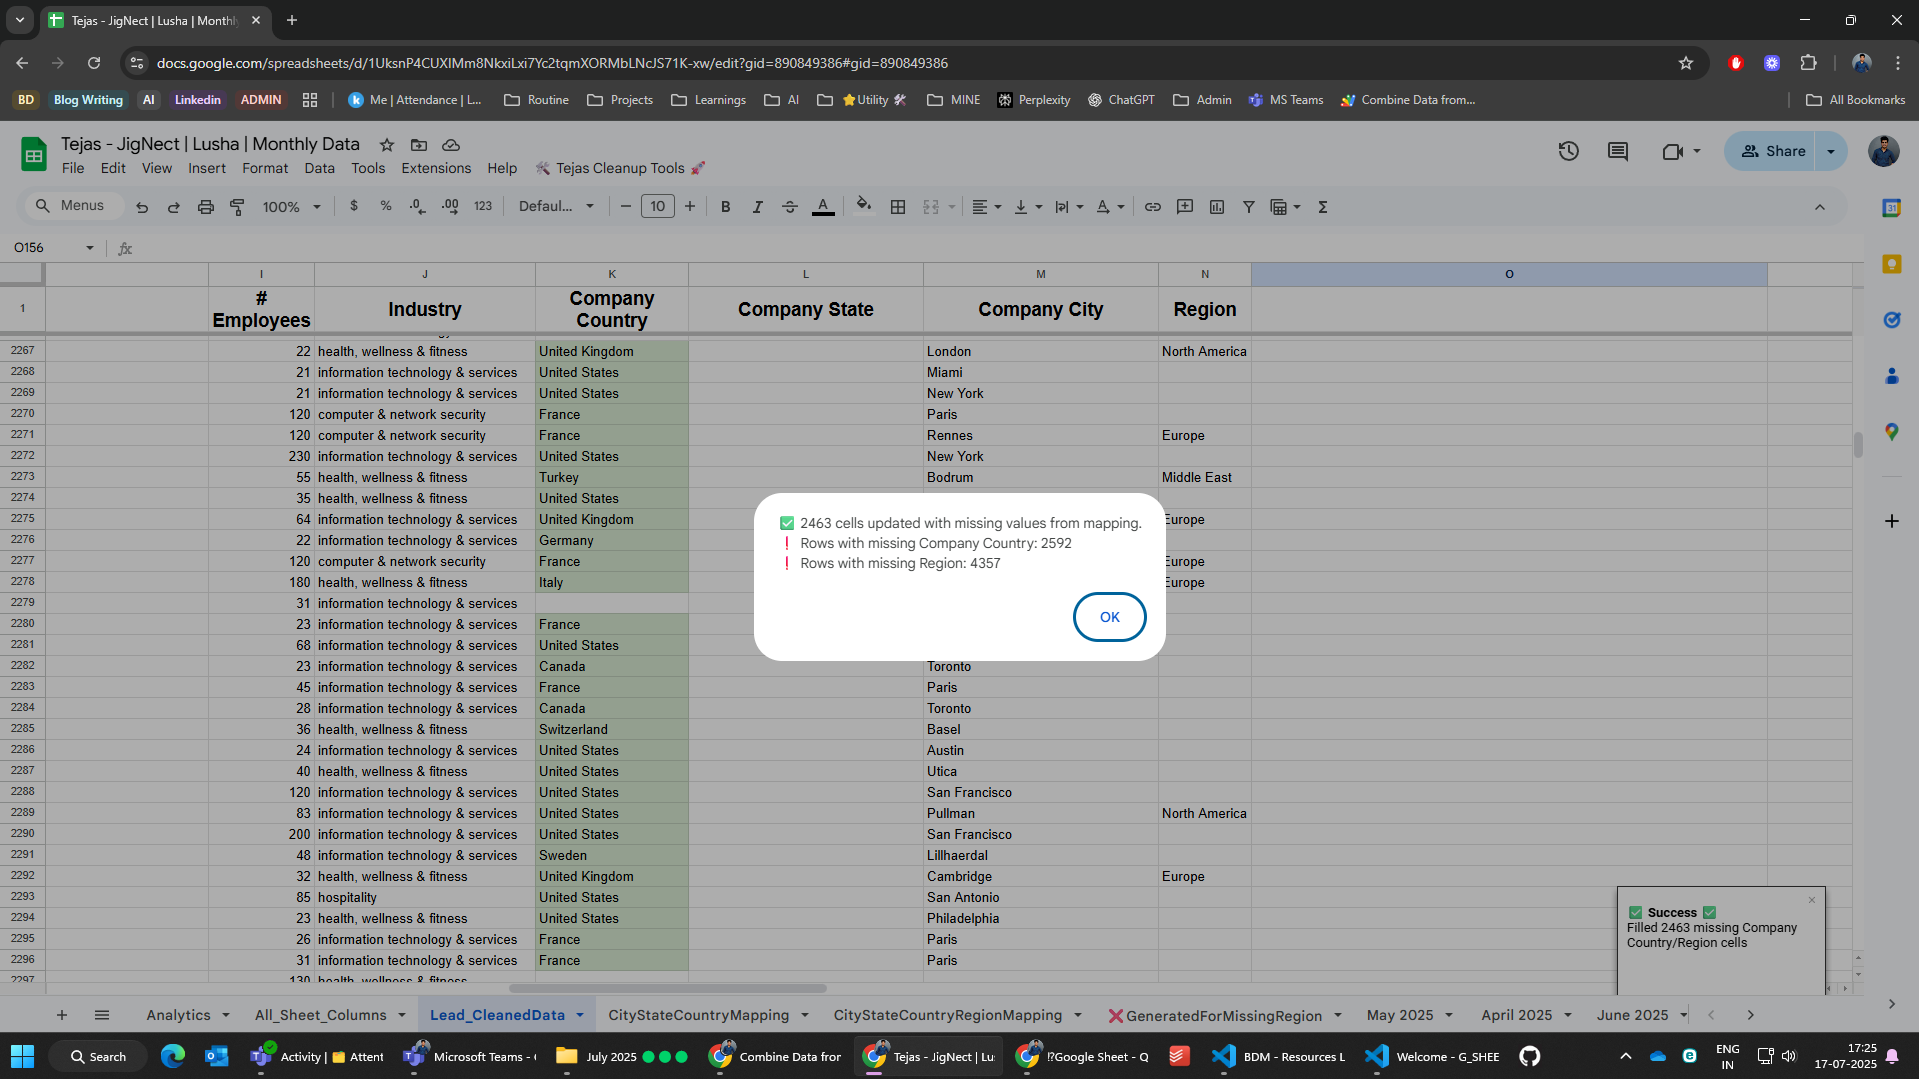 Tejas - JigNect | Lusha | Monthly
docs.google.com/spreadsheets/d/1UksnP4CUXIMm8NkxiLxi7Yc2tqmXORMbLNcJS71K-xw/edit?gid=890849386#gid=890849386
BD Blog Writing AI Linkedin ADMIN Me | Attendance | L... Routine Projects Learnings AI ⭐Utility 🛠 MINE Perplexity ChatGPT Admin MS Teams Combine Data from... All Bookmarks
Tejas - JigNect | Lusha | Monthly Data
Share
File Edit View Insert Format Data Tools Extensions Help 🛠 Tejas Cleanup Tools 🚀
Menus 100% $ % .0 .00 123 Defaul... − 10 + B I S A Σ
O156 fx
I J K L M N O
1 # Employees Industry Company Country Company State Company City Region
2267 22 health, wellness & fitness United Kingdom London North America
2268 21 information technology & services United States Miami
2269 21 information technology & services United States New York
2270 120 computer & network security France Paris
2271 120 computer & network security France Rennes Europe
2272 230 information technology & services United States New York
2273 55 health, wellness & fitness Turkey Bodrum Middle East
2274 35 health, wellness & fitness United States
2275 64 information technology & services United Kingdom Europe
2276 22 information technology & services Germany
2277 120 computer & network security France Europe
2278 180 health, wellness & fitness Italy Europe
✅ 2463 cells updated with missing values from mapping.
❗ Rows with missing Company Country: 2592
❗ Rows with missing Region: 4357
OK
2279 31 information technology & services
2280 23 information technology & services France
2281 68 information technology & services United States
2282 23 information technology & services Canada Toronto
2283 45 information technology & services France Paris
2284 28 information technology & services Canada Toronto
2285 36 health, wellness & fitness Switzerland Basel
2286 24 information technology & services United States Austin
2287 40 health, wellness & fitness United States Utica
2288 120 information technology & services United States San Francisco
2289 83 information technology & services United States Pullman North America
2290 200 information technology & services United States San Francisco
2291 48 information technology & services Sweden Lillhaerdal
2292 32 health, wellness & fitness United Kingdom Cambridge Europe
2293 85 hospitality United States San Antonio
2294 23 health, wellness & fitness United States Philadelphia
2295 26 information technology & services France Paris
2296 31 information technology & services France Paris
2297 130 health, wellness & fitness
✅ Success ✅
Filled 2463 missing Company
Country/Region cells
Analytics All_Sheet_Columns Lead_CleanedData CityStateCountryMapping CityStateCountryRegionMapping ❌GeneratedForMissingRegion May 2025 April 2025 June 2025
Search Activity | 🗂 Attent Microsoft Teams - July 2025 Combine Data fror Tejas - JigNect | Lu: ⁉Google Sheet - Q BDM - Resources L Welcome - G_SHEE
ENG
IN
17:25
17-07-2025